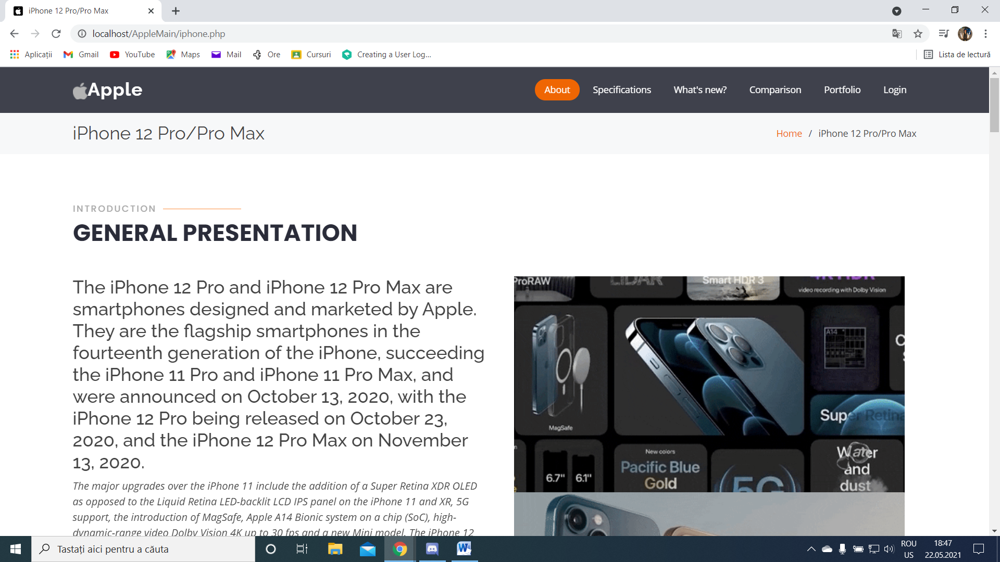 iPhone 12 Pro/Pro Max
localhost/AppleMain/iphone.php
Aplicații Gmail YouTube Maps Mail Ore Cursuri Creating a User Log... Lista de lectură
Apple About Specifications What's new? Comparison Portfolio Login
iPhone 12 Pro/Pro Max Home / iPhone 12 Pro/Pro Max
INTRODUCTION
GENERAL PRESENTATION
The iPhone 12 Pro and iPhone 12 Pro Max are
smartphones designed and marketed by Apple.
They are the flagship smartphones in the
fourteenth generation of the iPhone, succeeding
the iPhone 11 Pro and iPhone 11 Pro Max, and
were announced on October 13, 2020, with the
iPhone 12 Pro being released on October 23,
2020, and the iPhone 12 Pro Max on November
13, 2020.
The major upgrades over the iPhone 11 include the addition of a Super Retina XDR OLED
as opposed to the Liquid Retina LED-backlit LCD IPS panel on the iPhone 11 and XR, 5G
support, the introduction of MagSafe, Apple A14 Bionic system on a chip (SoC), high-
dynamic-range video Dolby Vision 4K up to 30 fps and a new Mini model. The iPhone 12
ProRAW
LiDAR
Smart HDR 3
4K HDR
video recording with Dolby Vision
MagSafe
A14
Super Retina
6.7" 6.1"
New colors
Pacific Blue
Gold
5G
Water
and
dust
Tastați aici pentru a căuta
ROU
US
18:47
22.05.2021